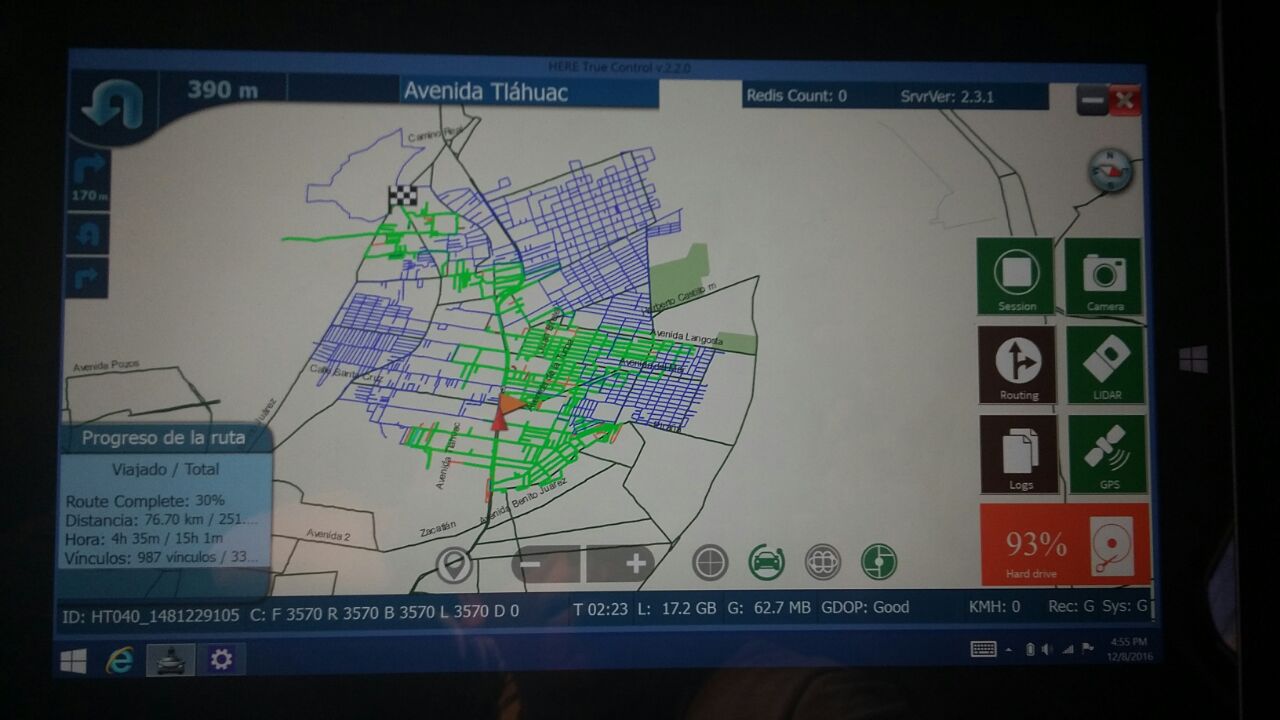 HERE True Control v.2.2.0
390 m
Avenida Tláhuac
Redis Count: 0
SrvrVer: 2.3.1
170 m
Camino Real
N
S
Session
Camera
Avenida Langosta
Avenida Pozos
Calle Santa Cruz
Juárez
Routing
LIDAR
Avenida Tláhuac
Progreso de la ruta
Viajado / Total
Route Complete: 30%
Distancia: 76.70 km / 251....
Hora: 4h 35m / 15h 1m
Vínculos: 987 vínculos / 33...
Logs
GPS
Avenida Benito Juárez
Zacatlán
Avenida 2
93%
Hard drive
ID: HT040_1481229105 C: F 3570 R 3570 B 3570 L 3570 D 0
T 02:23 L: 17.2 GB G: 62.7 MB GDOP: Good
KMH: 0
Rec: G Sys: G
4:55 PM
12/8/2016